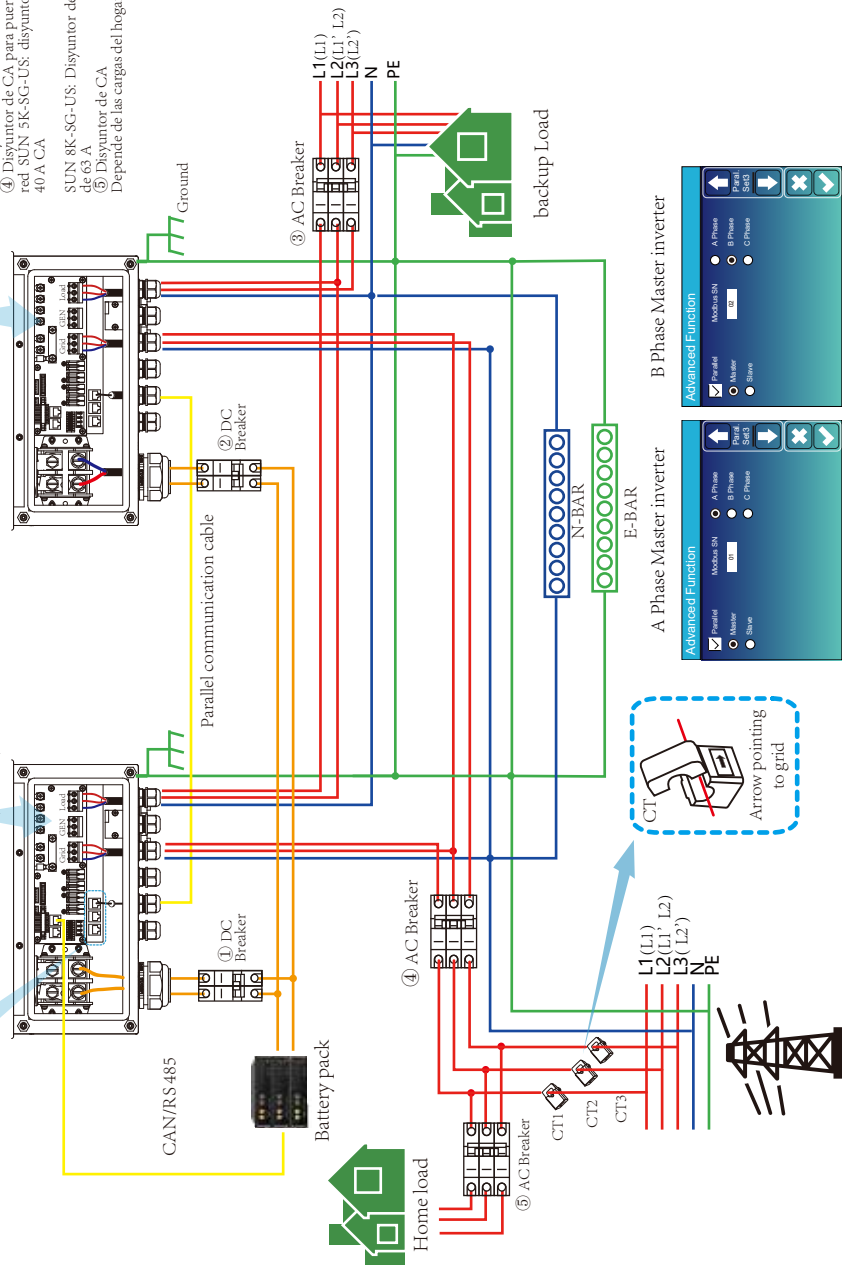 ④ Disyuntor de CA para puer
red SUN 5K-SG-US: disyunto
40 A CA
SUN 8K-SG-US: Disyuntor de
de 63 A
⑤ Disyuntor de CA
Depende de las cargas del hoga
Grid
GEN
Load
Grid
GEN
Load
Ground
CAN/RS 485
Parallel communication cable
① DC
Breaker
② DC
Breaker
Battery pack
③ AC Breaker
L1(L1)
L2(L1' L2)
L3(L2')
N
PE
backup Load
Home load
④ AC Breaker
⑤ AC Breaker
N-BAR
E-BAR
CT1
CT2
CT3
L1(L1)
L2(L1' L2)
L3( L2')
N
PE
CT
Arrow pointing
to grid
A Phase Master inverter
Advanced Function
Parallel
Master
Slave
Modbus SN
01
A Phase
B Phase
C Phase
Paral.
Set3
B Phase Master inverter
Advanced Function
Parallel
Master
Slave
Modbus SN
02
A Phase
B Phase
C Phase
Paral.
Set3